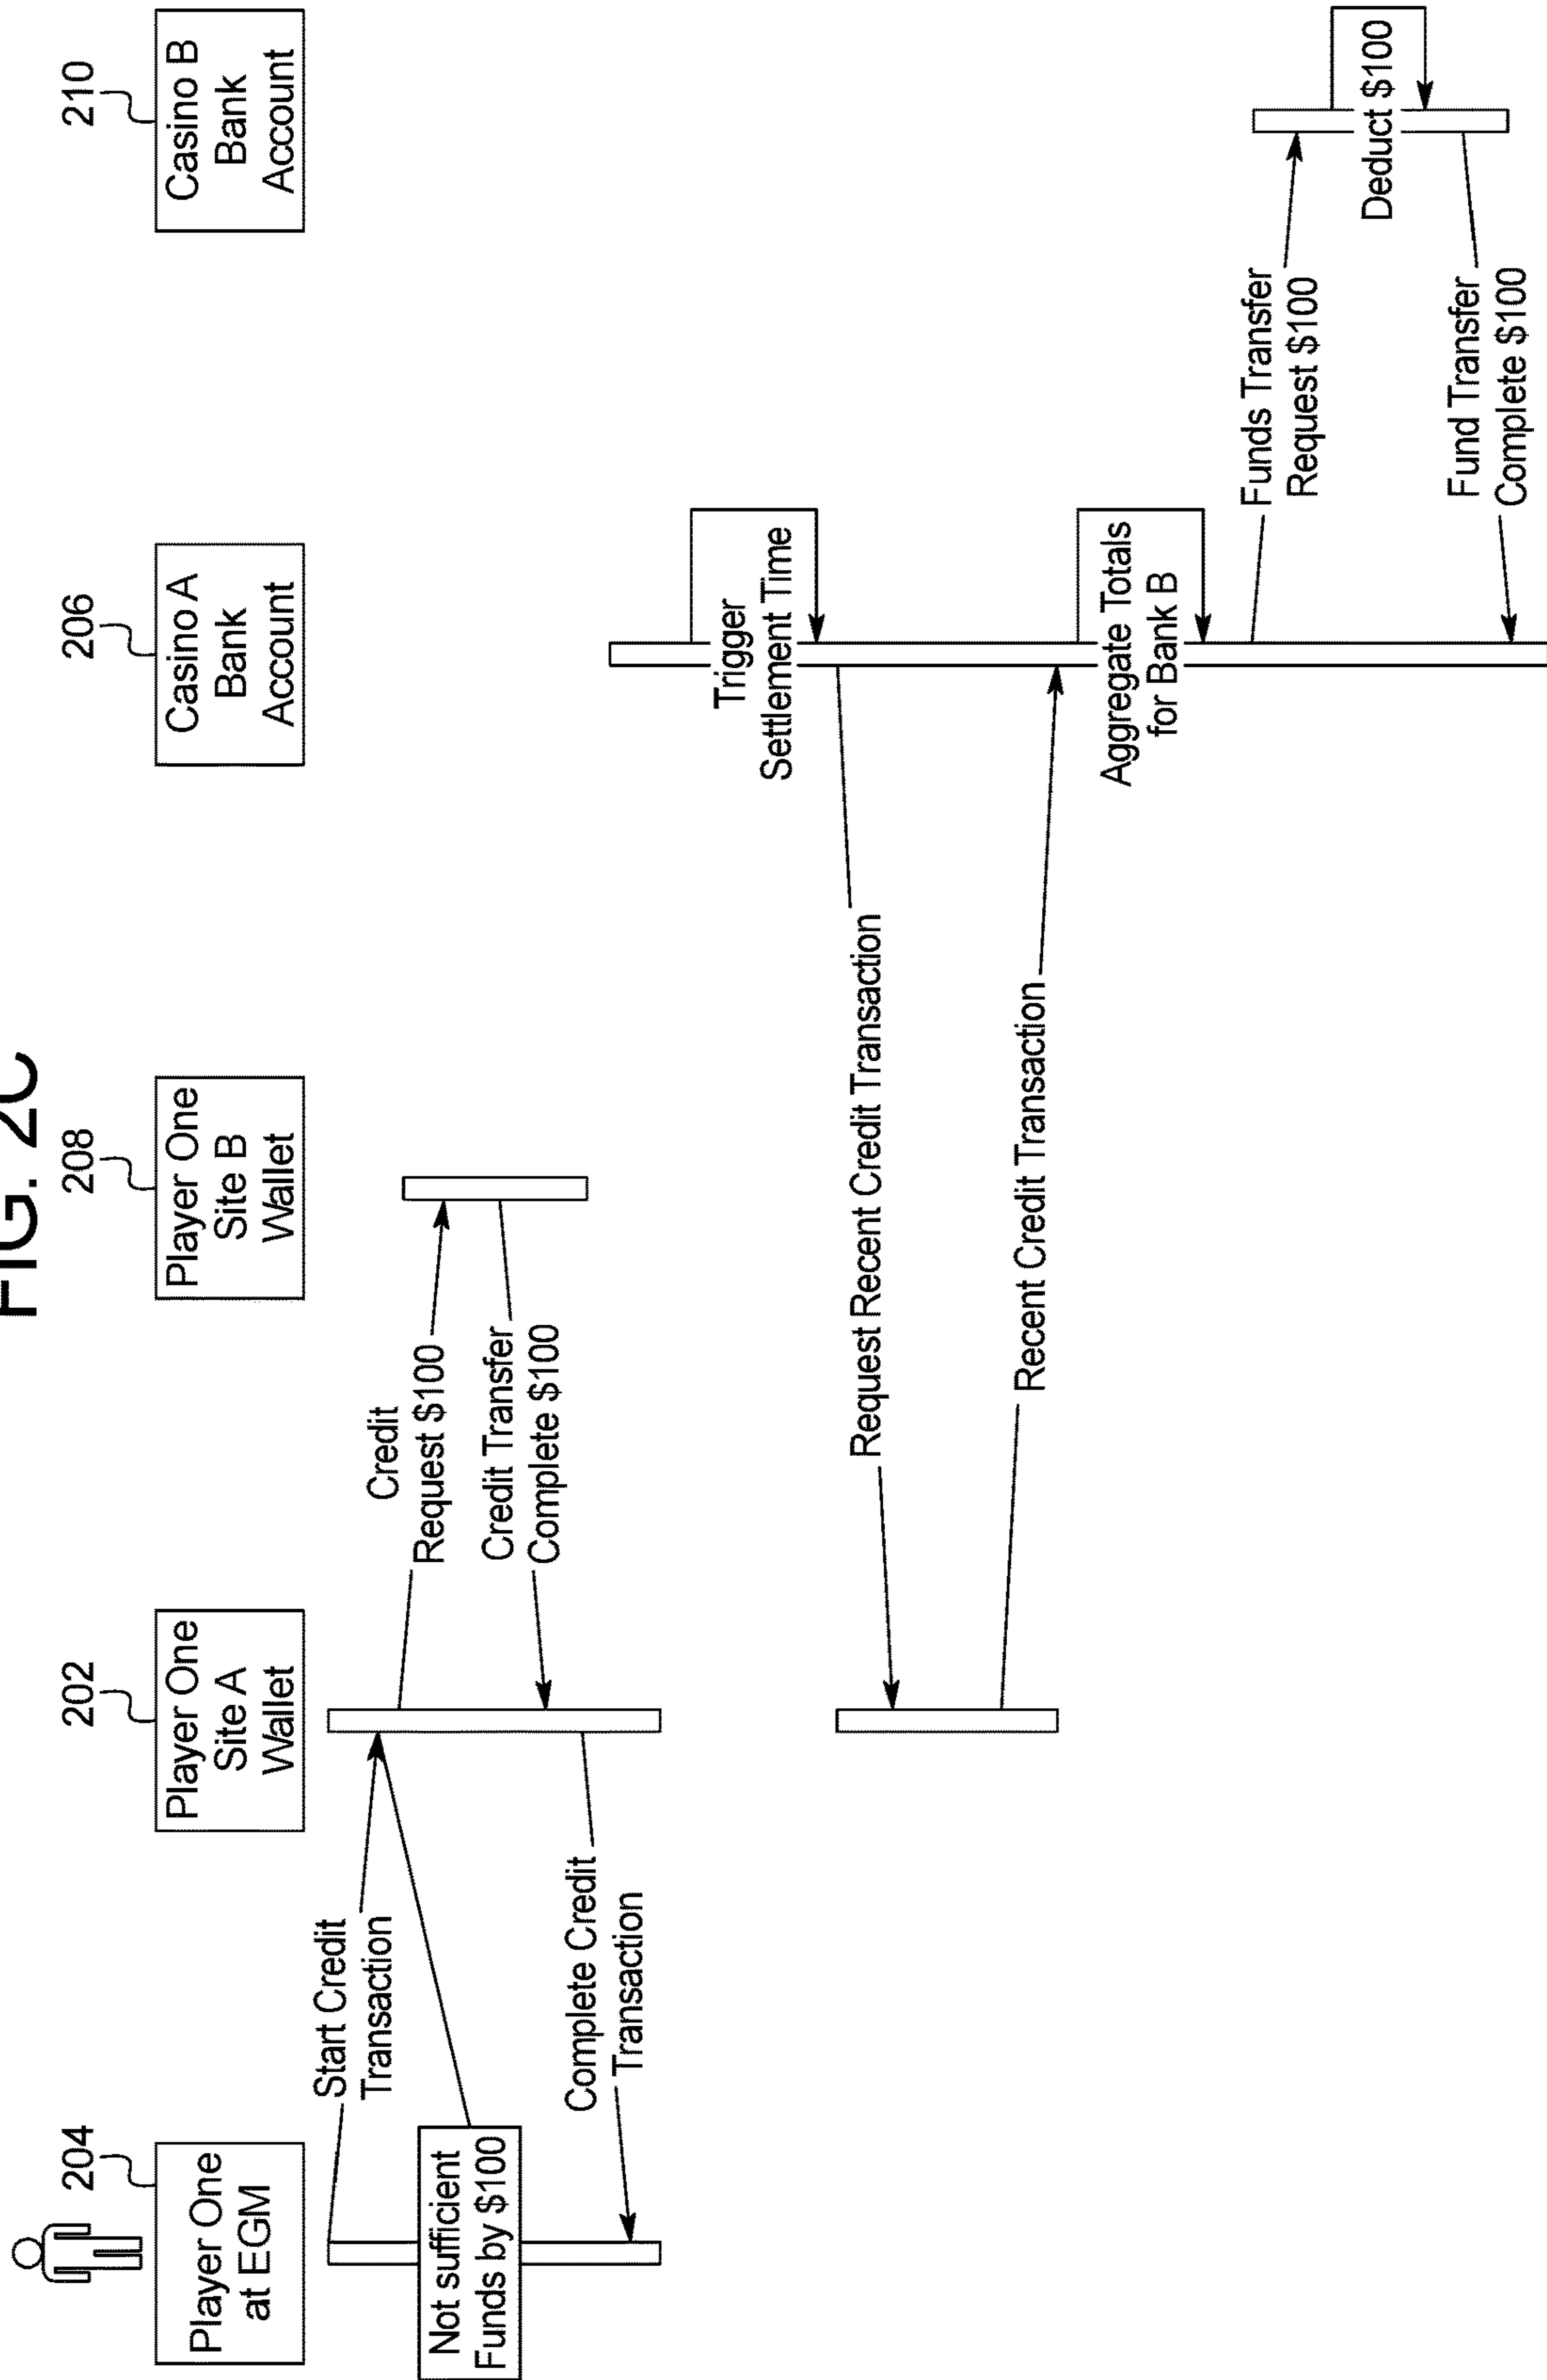 FIG. 2C
204
Player One
at EGM
202
Player One
Site A
Wallet
208
Player One
Site B
Wallet
206
Casino A
Bank
Account
210
Casino B
Bank
Account
Start Credit
Transaction
Not sufficient
Funds by $100
Credit
Request $100
Credit Transfer
Complete $100
Complete Credit
Transaction
Trigger
Settlement Time
Request Recent Credit Transaction
Recent Credit Transaction
Aggregate Totals
for Bank B
Funds Transfer
Request $100
Deduct $100
Fund Transfer
Complete $100